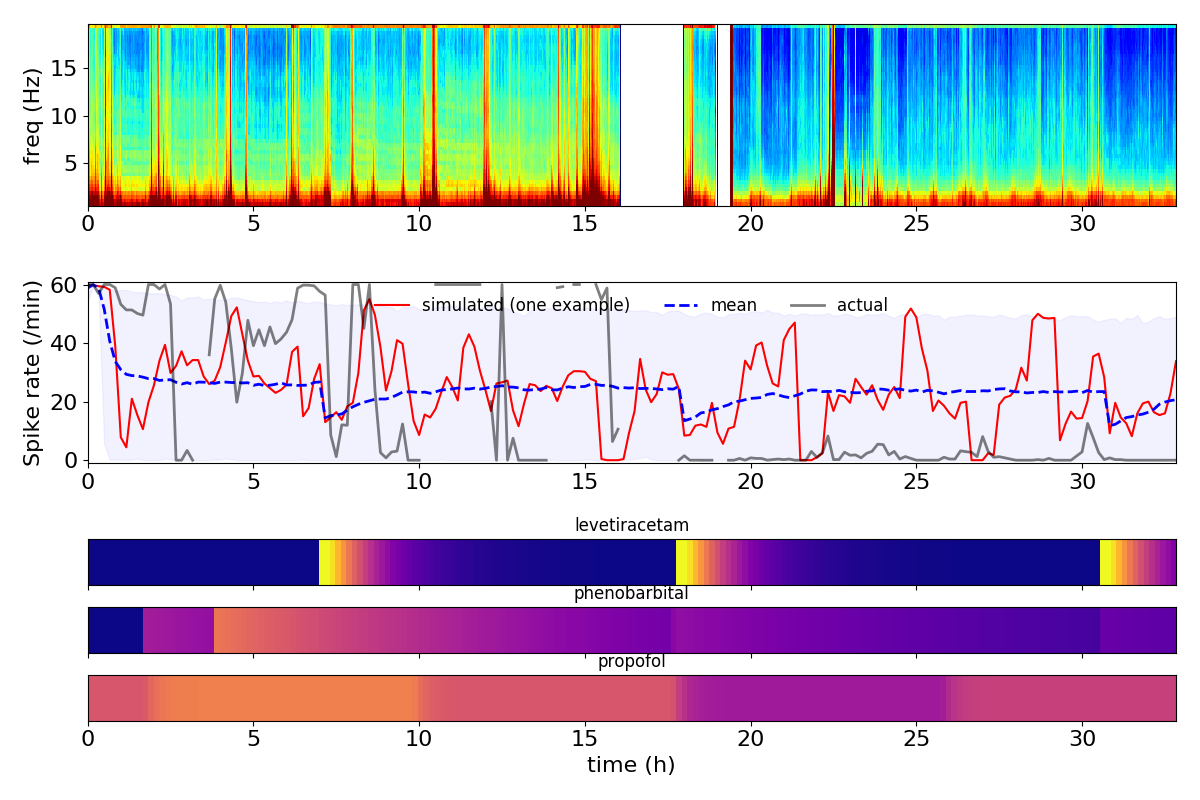 freq (Hz)
15
10
5
0 5 10 15 20 25 30
Spike rate (/min)
60
40
20
0
simulated (one example) mean actual
0 5 10 15 20 25 30
levetiracetam
phenobarbital
propofol
0 5 10 15 20 25 30
time (h)